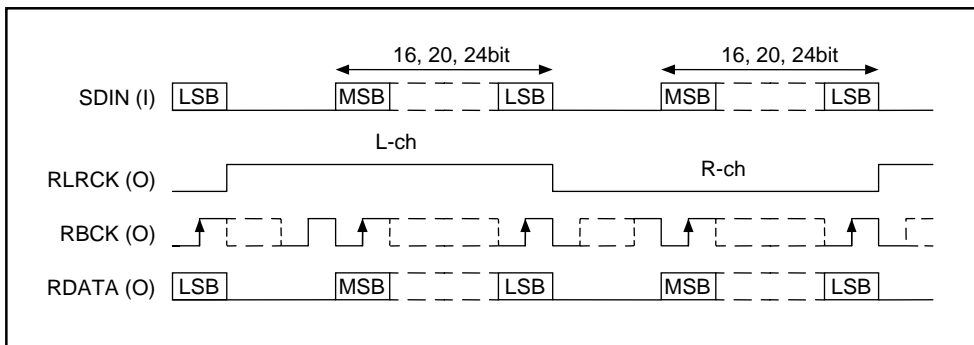 16, 20, 24bit 16, 20, 24bit
SDIN (I) LSB MSB LSB MSB LSB
L-ch
RLRCK (O) R-ch
RBCK (O)
RDATA (O) LSB MSB LSB MSB LSB